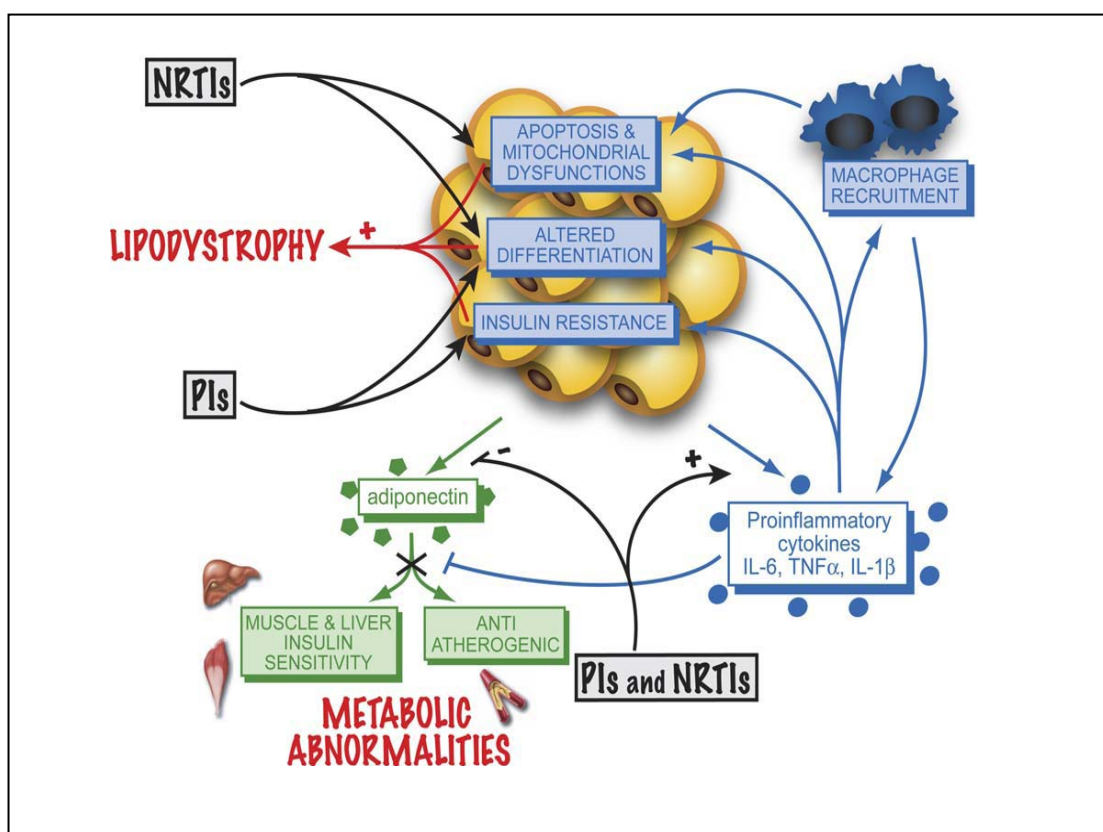 NRTIs
APOPTOSIS &
MITOCHONDRIAL
DYSFUNCTIONS
MACROPHAGE
RECRUITMENT
LIPODYSTROPHY
+
ALTERED
DIFFERENTIATION
INSULIN RESISTANCE
PIs
-
+
adiponectin
Proinflammatory
cytokines
IL-6, TNFα, IL-1β
MUSCLE & LIVER
INSULIN
SENSITIVITY
ANTI
ATHEROGENIC
PIs and NRTIs
METABOLIC
ABNORMALITIES